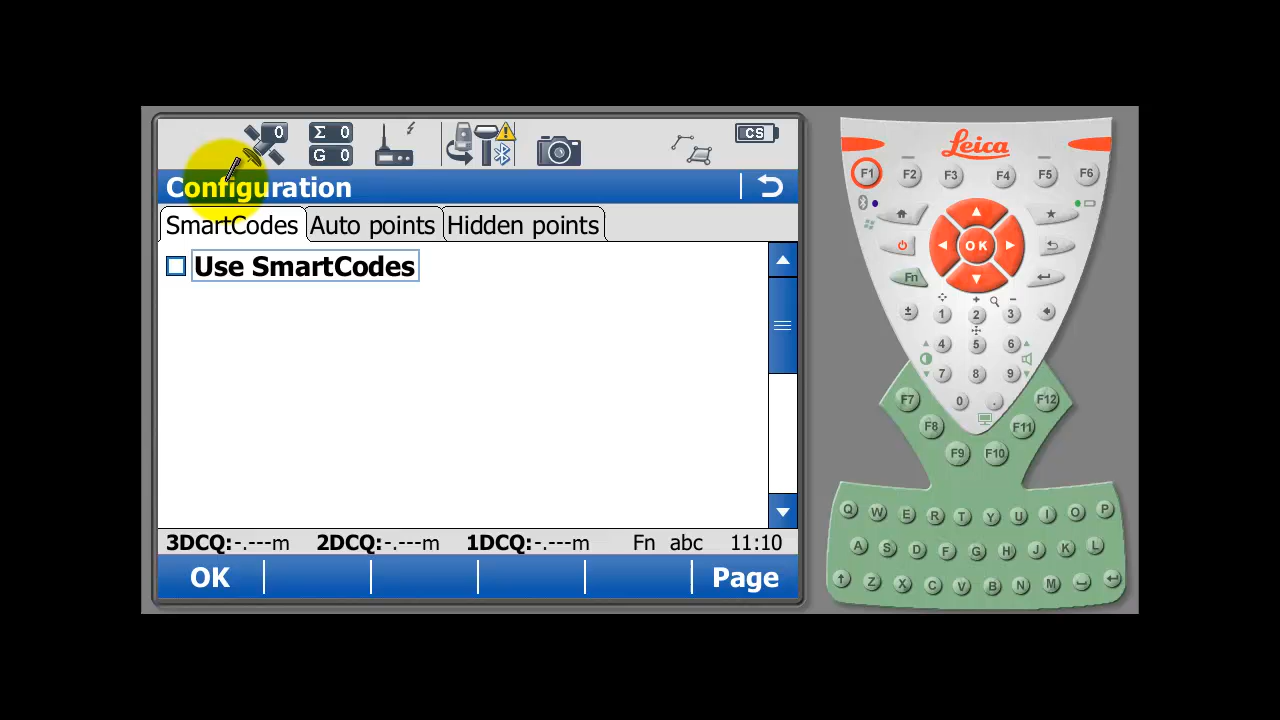 0
Σ 0
G 0
CS
Configuration
SmartCodes Auto points Hidden points
Use SmartCodes
3DCQ:-.---m 2DCQ:-.---m 1DCQ:-.---m Fn abc 11:10
OK Page
Leica
F1 F2 F3 F4 F5 F6
OK
Fn
± 1 2 3
4 5 6
7 8 9
0 .
F7 F12
F8 F11
F9 F10
Q W E R T Y U I O P
A S D F G H J K L
Z X C V B N M